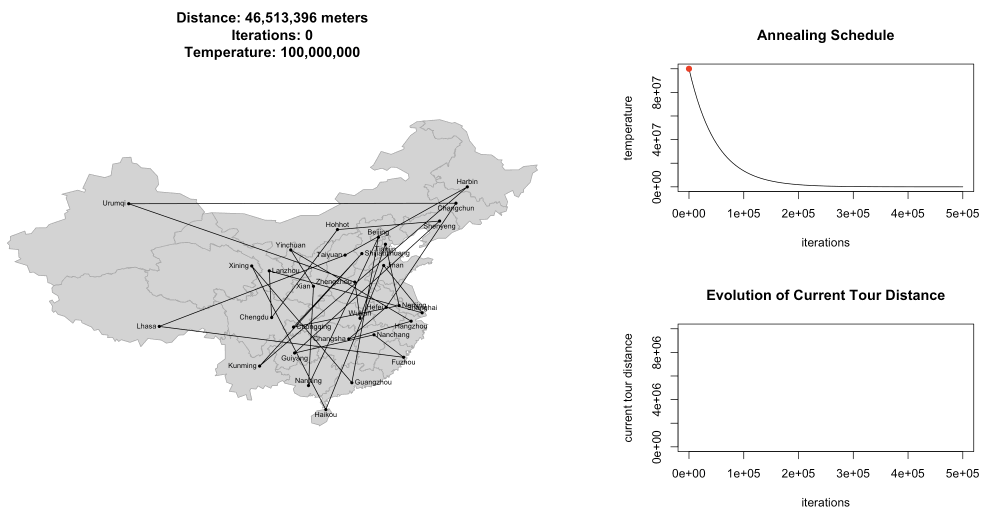 Distance: 46,513,396 meters
Iterations: 0
Temperature: 100,000,000
Harbin
Urumqi
Changchun
Shenyang
Hohhot
Beijing
Yinchuan
Tianjin
Taiyuan
Shijiazhuang
Xining
Lanzhou
Jinan
Zhengzhou
Xian
Hefei
Nanjing
Shanghai
Chengdu
Wuhan
Lhasa
Chongqing
Hangzhou
Changsha
Nanchang
Guiyang
Fuzhou
Kunming
Nanning
Guangzhou
Haikou
Annealing Schedule
temperature
0e+00 4e+07 8e+07
0e+00 1e+05 2e+05 3e+05 4e+05 5e+05
iterations
Evolution of Current Tour Distance
current tour distance
0e+00 4e+06 8e+06
0e+00 1e+05 2e+05 3e+05 4e+05 5e+05
iterations